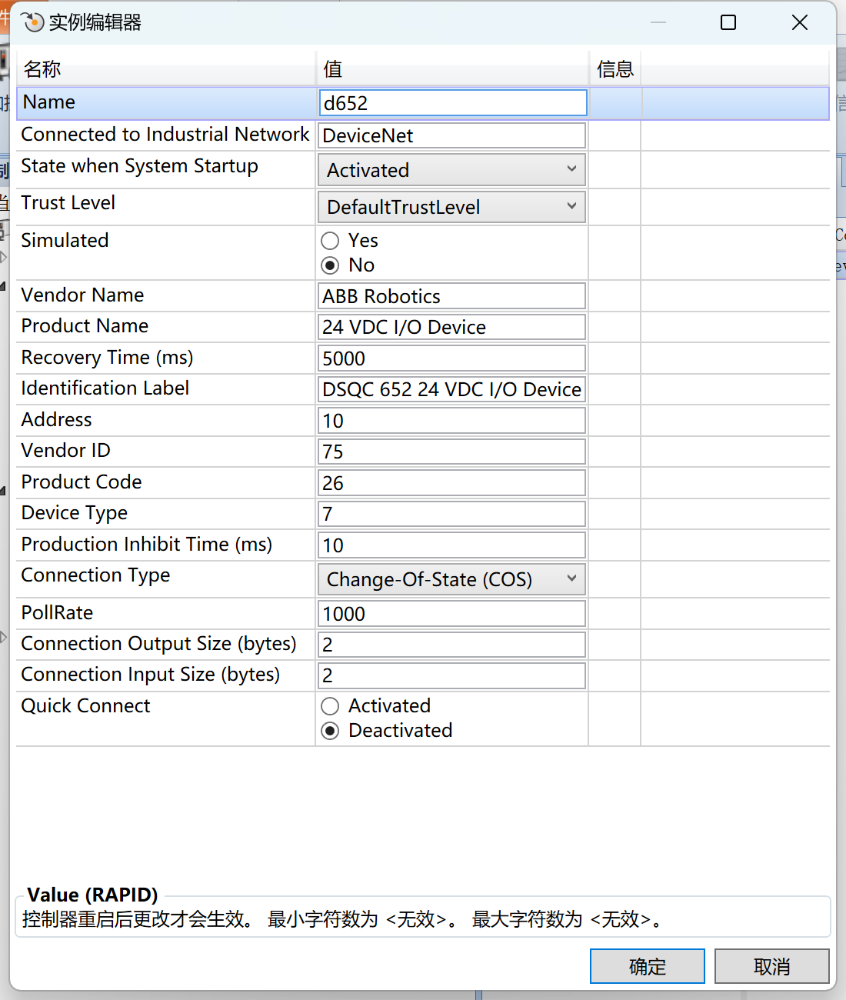 实例编辑器
名称 值 信息
Name d652
Connected to Industrial Network DeviceNet
State when System Startup Activated
Trust Level DefaultTrustLevel
Simulated Yes
No
Vendor Name ABB Robotics
Product Name 24 VDC I/O Device
Recovery Time (ms) 5000
Identification Label DSQC 652 24 VDC I/O Device
Address 10
Vendor ID 75
Product Code 26
Device Type 7
Production Inhibit Time (ms) 10
Connection Type Change-Of-State (COS)
PollRate 1000
Connection Output Size (bytes) 2
Connection Input Size (bytes) 2
Quick Connect Activated
Deactivated
Value (RAPID)
控制器重启后更改才会生效。 最小字符数为 <无效>。 最大字符数为 <无效>。
确定 取消